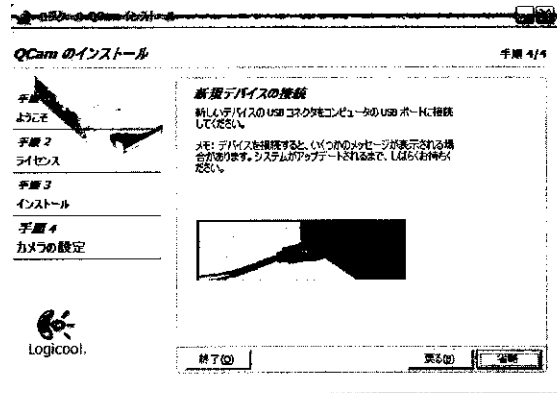 QCam のインストール
手順 4/4
ようこそ
手順 2
ライセンス
手順 3
インストール
手順 4
カメラの設定
新規デバイスの接続
新しいデバイスの USB コネクタをコンピュータの USB ポートに接続
してください。
メモ: デバイスを接続すると、いくつかのメッセージが表示される場
合があります。システムがアップデートされるまで、しばらくお待ちく
ださい。
Logicool.
終了(Q)
戻る(B)
省略